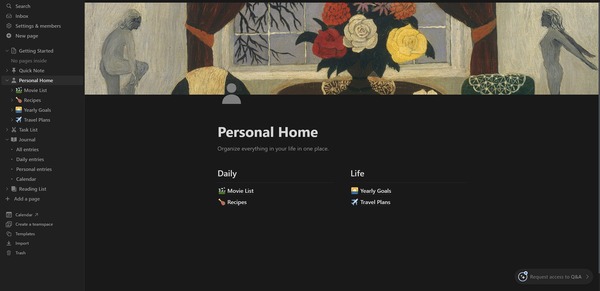 Search
Inbox
Settings & members
New page
Getting Started
No pages inside
Quick Note
Personal Home
Movie List
Recipes
Yearly Goals
Travel Plans
Task List
Journal
All entries
Daily entries
Personal entries
Calendar
Reading List
Add a page
Calendar
Create a teamspace
Templates
Import
Trash
Personal Home
Organize everything in your life in one place.
Daily
Movie List
Recipes
Life
Yearly Goals
Travel Plans
Request access to Q&A